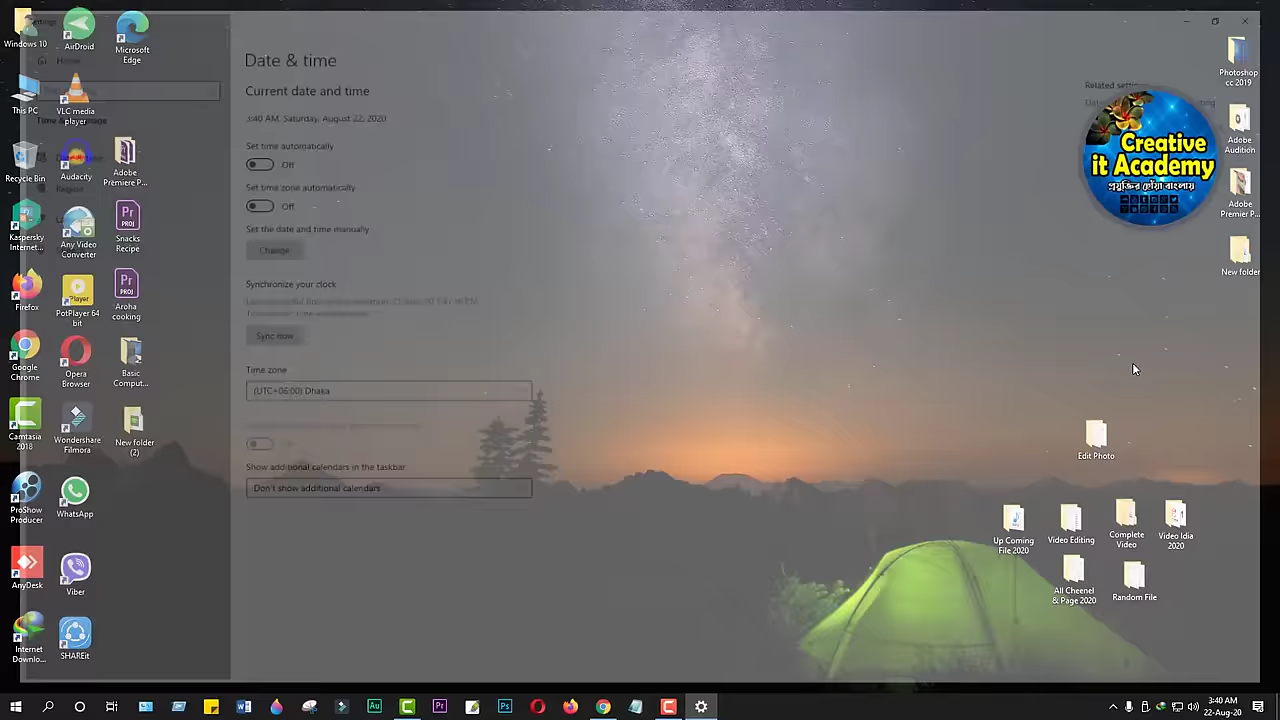 Settings
Home
Date & time
Current date and time
3:40 AM, Saturday, August 22, 2020
Set time automatically
Off
Set time zone automatically
Off
Set the date and time manually
Change
Synchronize your clock
Sync now
Time zone
(UTC+06:00) Dhaka
Show additional calendars in the taskbar
Don't show additional calendars
Related settings
Region
Windows 10
AirDroid
Microsoft
Edge
This PC
VLC media
player
Recycle Bin
Audacity
Adobe
Premiere P...
Kaspersky
Internet...
Any Video
Converter
Snacks
Recipe
Firefox
PotPlayer 64
bit
Aroha
cooking
Google
Chrome
Opera
Browser
Basic
Comput...
Camtasia
2018
Wondershare
Filmora
New folder
(2)
ProShow
Producer
WhatsApp
AnyDesk
Viber
Internet
Downlo...
SHAREit
Photoshop
cc 2019
Creative
it Academy
প্রযুক্তির ছোঁয়া বাংলায়
Adobe
Audition
Adobe
Premier P...
New folder
Edit Photo
Up Coming
File 2020
Video Editing
Complete
Video
Video Idia
2020
All Cheenel
& Page 2020
Random File
3:40 AM
22-Aug-20